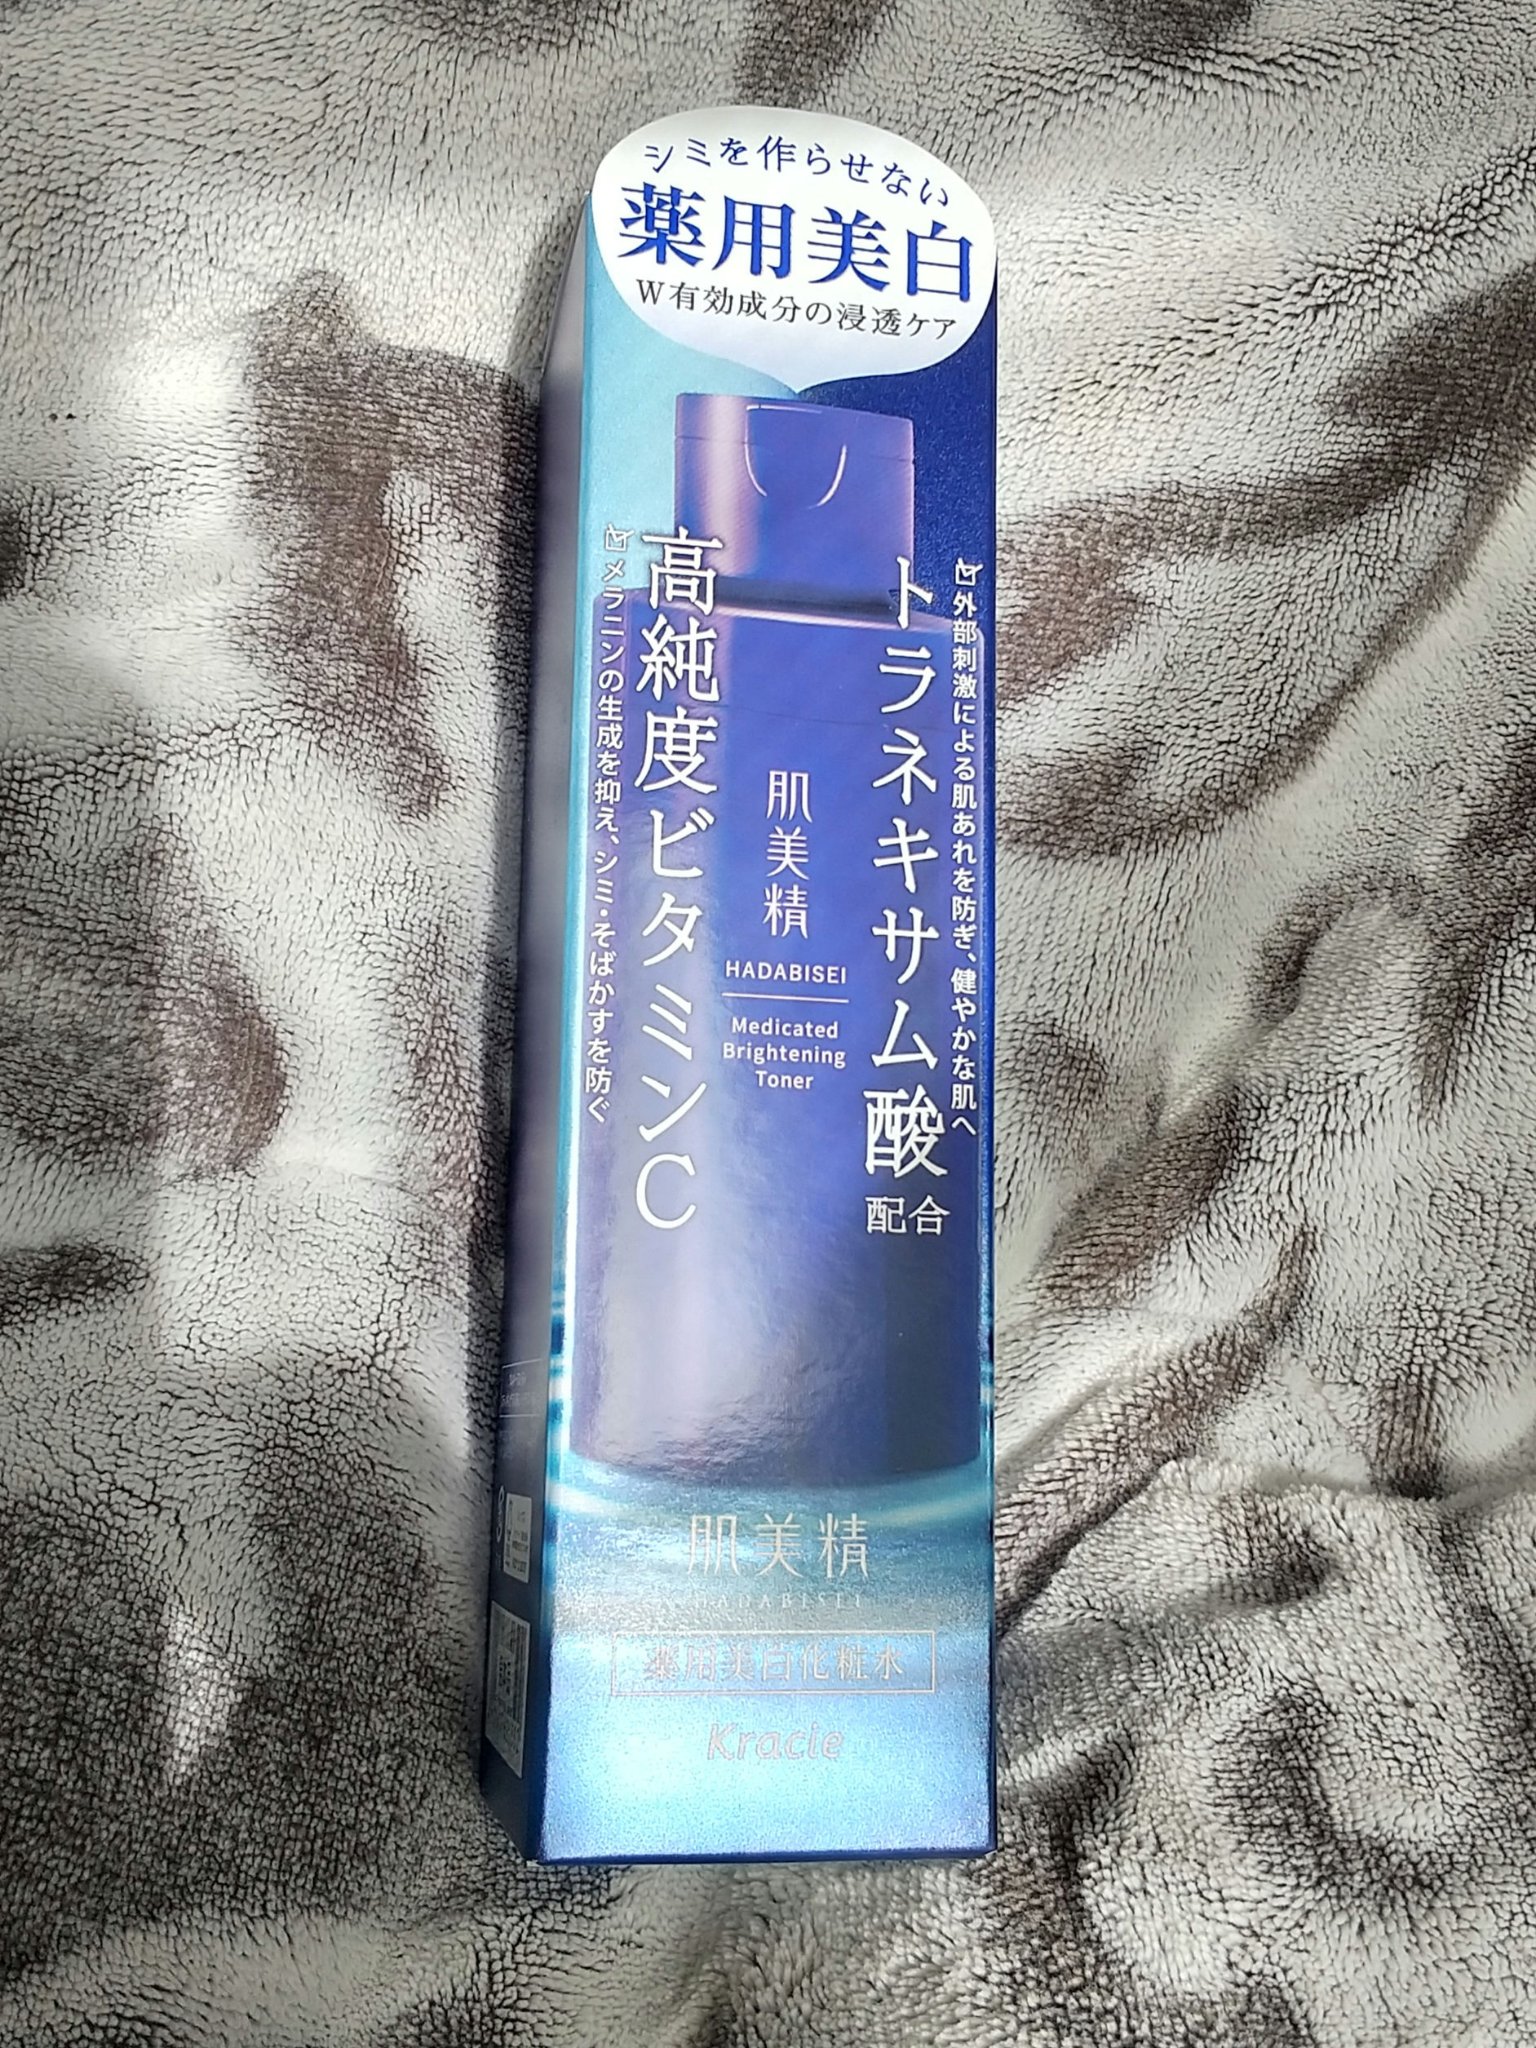 シミを作らせない
薬用美白
W有効成分の浸透ケア
外部刺激による肌あれを防ぎ、健やかな肌へ
トラネキサム酸
配合
高純度ビタミンC
メラニンの生成を抑え、シミ・そばかすを防ぐ
肌美精
HADABISEI
Medicated
Brightening
Toner
肌美精
HADABISEI
薬用美白化粧水
Kracie